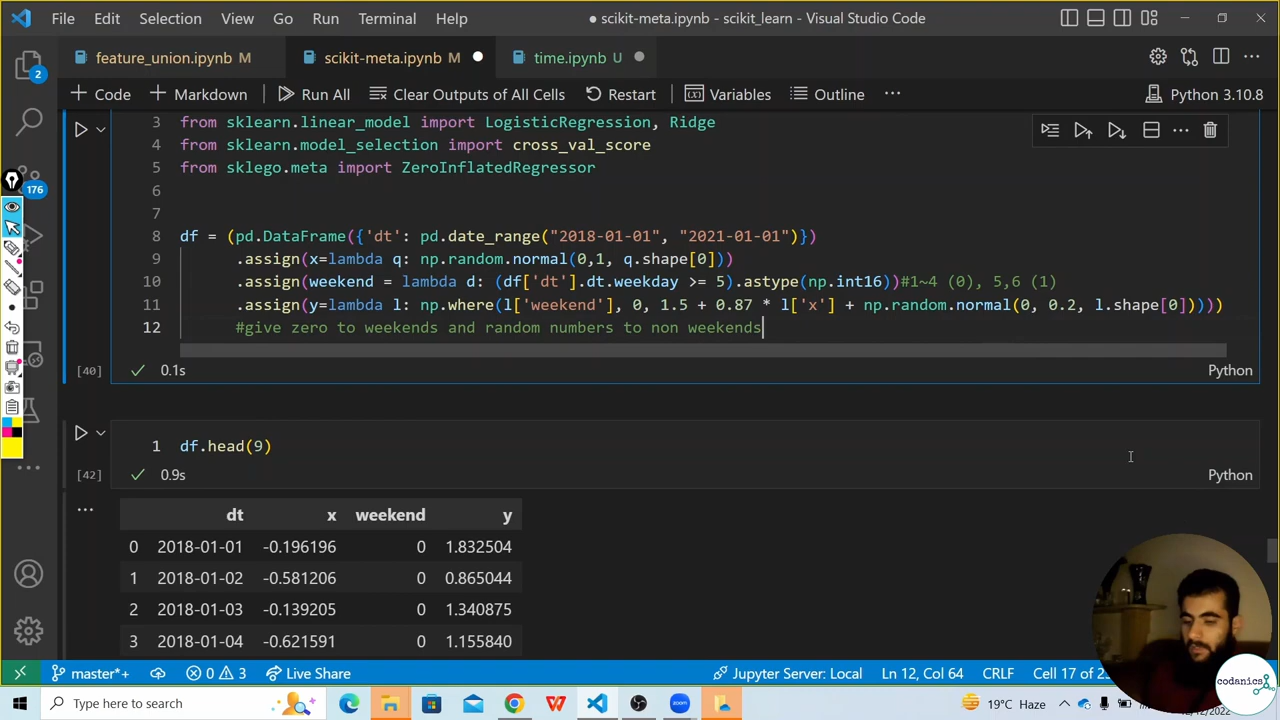 File Edit Selection View Go Run Terminal Help
● scikit-meta.ipynb - scikit_learn - Visual Studio Code
feature_union.ipynb M
scikit-meta.ipynb M
time.ipynb U
+ Code + Markdown Run All Clear Outputs of All Cells Restart Variables Outline ...
Python 3.10.8
2
176
3 from sklearn.linear_model import LogisticRegression, Ridge
4 from sklearn.model_selection import cross_val_score
5 from sklego.meta import ZeroInflatedRegressor
6
7
8 df = (pd.DataFrame({'dt': pd.date_range("2018-01-01", "2021-01-01")})
9 .assign(x=lambda q: np.random.normal(0,1, q.shape[0]))
10 .assign(weekend = lambda d: (df['dt'].dt.weekday >= 5).astype(np.int16))#1~4 (0), 5,6 (1)
11 .assign(y=lambda l: np.where(l['weekend'], 0, 1.5 + 0.87 * l['x'] + np.random.normal(0, 0.2, l.shape[0]))))
12 #give zero to weekends and random numbers to non weekends
[40] 0.1s Python
1 df.head(9)
[42] 0.9s Python
dt x weekend y
0 2018-01-01 -0.196196 0 1.832504
1 2018-01-02 -0.581206 0 0.865044
2 2018-01-03 -0.139205 0 1.340875
3 2018-01-04 -0.621591 0 1.155840
codanics
master*+ 0 3 Live Share
Jupyter Server: Local Ln 12, Col 64 CRLF Cell 17 of
Type here to search
zoom
19°C Haze